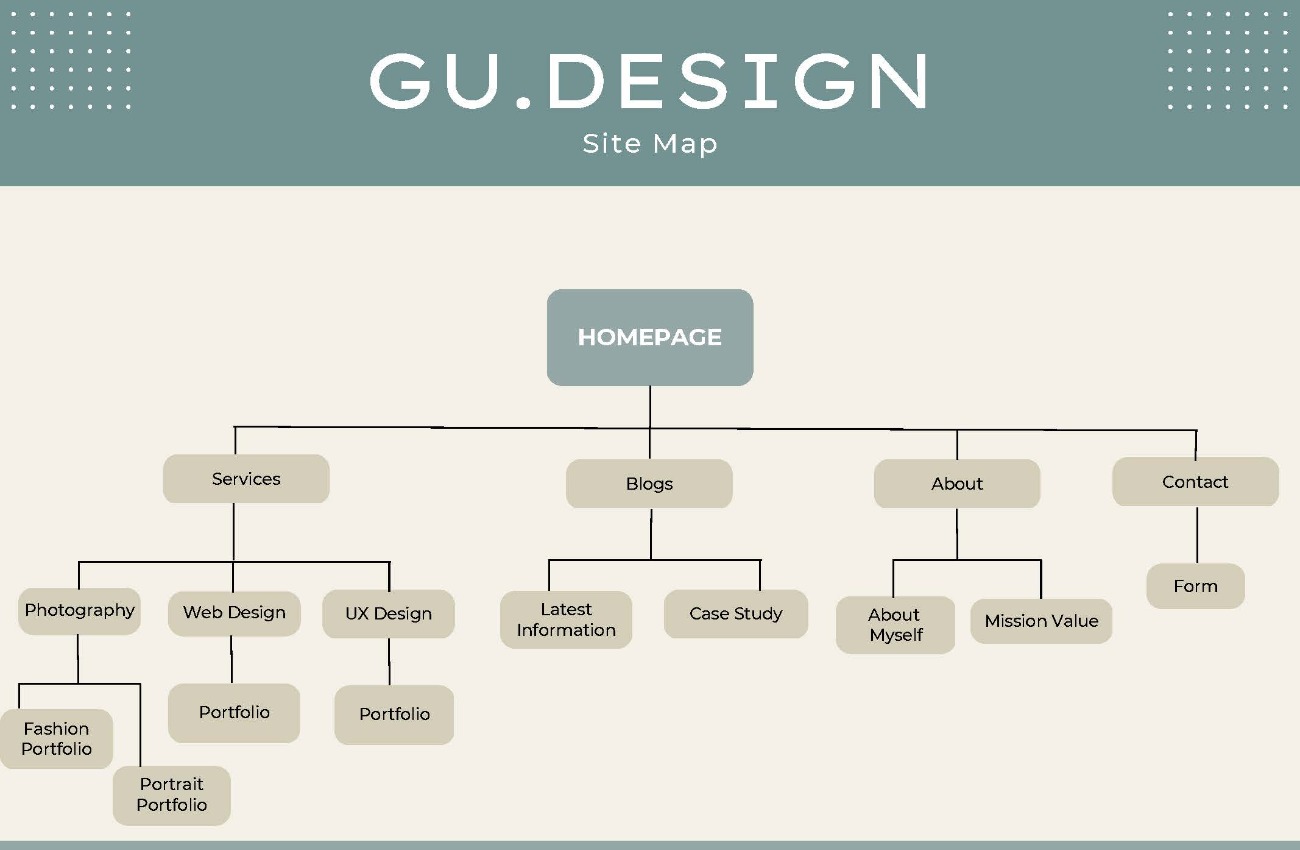 GU.DESIGN
Site Map
HOMEPAGE
Services
Blogs
About
Contact
Photography
Web Design
UX Design
Latest
Information
Case Study
About
Myself
Mission Value
Form
Fashion
Portfolio
Portrait
Portfolio
Portfolio
Portfolio